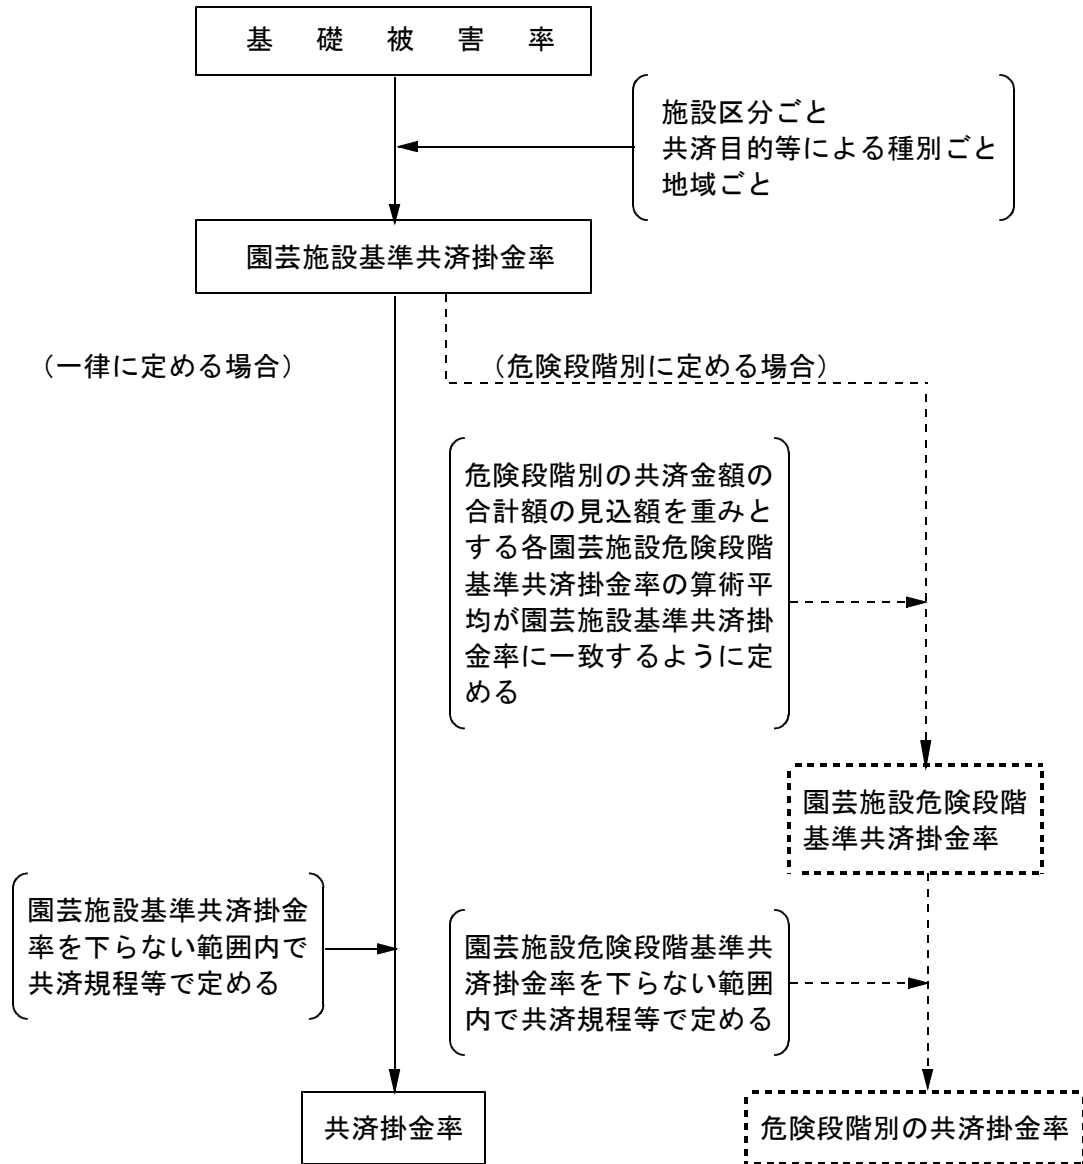 基礎被害率
施設区分ごと
共済目的等による種別ごと
地域ごと
園芸施設基準共済掛金率
（一律に定める場合）
（危険段階別に定める場合）
危険段階別の共済金額の
合計額の見込額を重みと
する各園芸施設危険段階
基準共済掛金率の算術平
均が園芸施設基準共済掛
金率に一致するように定
める
園芸施設危険段階
基準共済掛金率
園芸施設基準共済掛金
率を下らない範囲内で
共済規程等で定める
園芸施設危険段階基準共
済掛金率を下らない範囲
内で共済規程等で定める
共済掛金率
危険段階別の共済掛金率